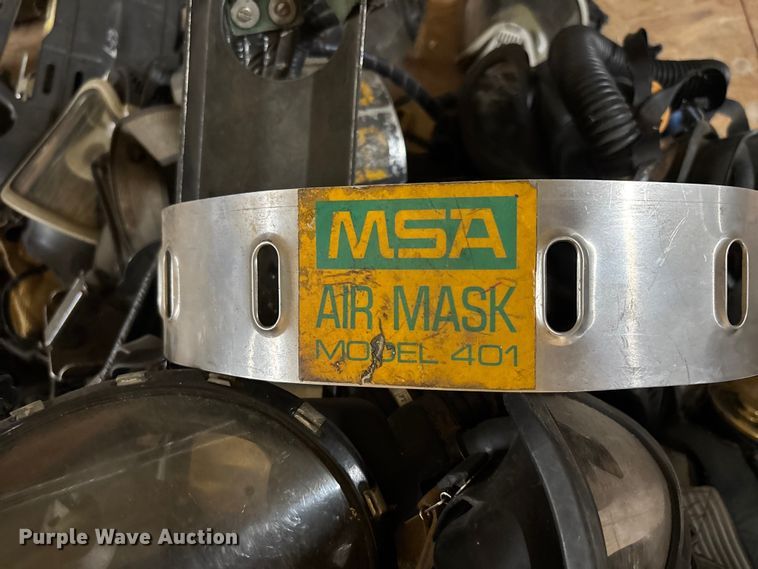 MSA
AIR MASK
MODEL 401
Purple Wave Auction